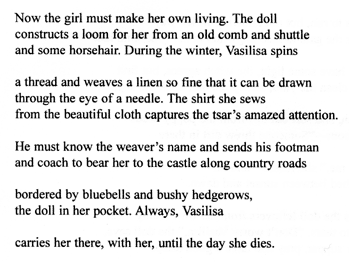 Now the girl must make her own living. The doll
constructs a loom for her from an old comb and shuttle
and some horsehair. During the winter, Vasilisa spins
a thread and weaves a linen so fine that it can be drawn
through the eye of a needle. The shirt she sews
from the beautiful cloth captures the tsar's amazed attention.
He must know the weaver's name and sends his footman
and coach to bear her to the castle along country roads
bordered by bluebells and bushy hedgerows,
the doll in her pocket. Always, Vasilisa
carries her there, with her, until the day she dies.